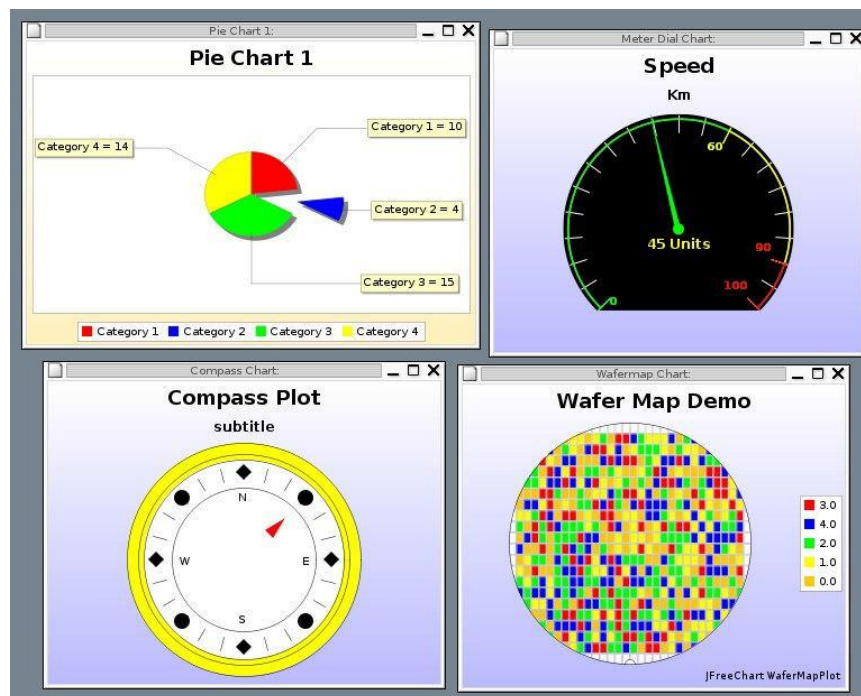 Pie Chart 1:
Pie Chart 1
Category 1 = 10
Category 4 = 14
Category 2 = 4
Category 3 = 15
Category 1 Category 2 Category 3 Category 4
Meter Dial Chart:
Speed
Km
60
45 Units
90
100
0
Compass Chart:
Compass Plot
subtitle
N
W E
S
Wafermap Chart:
Wafer Map Demo
3.0
4.0
2.0
1.0
0.0
JFreeChart WaferMapPlot